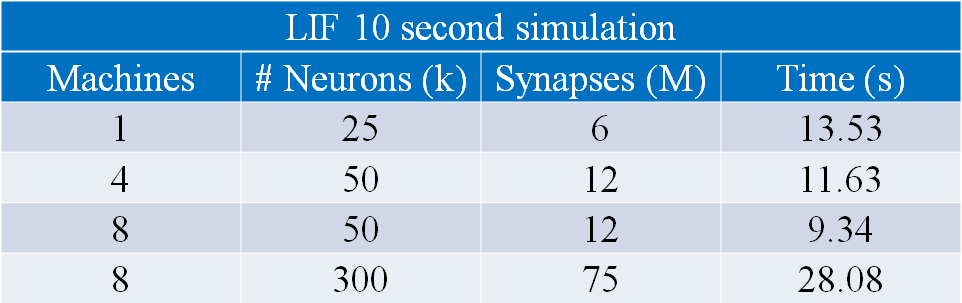 LIF 10 second simulation
Machines # Neurons (k) Synapses (M) Time (s)
1 25 6 13.53
4 50 12 11.63
8 50 12 9.34
8 300 75 28.08